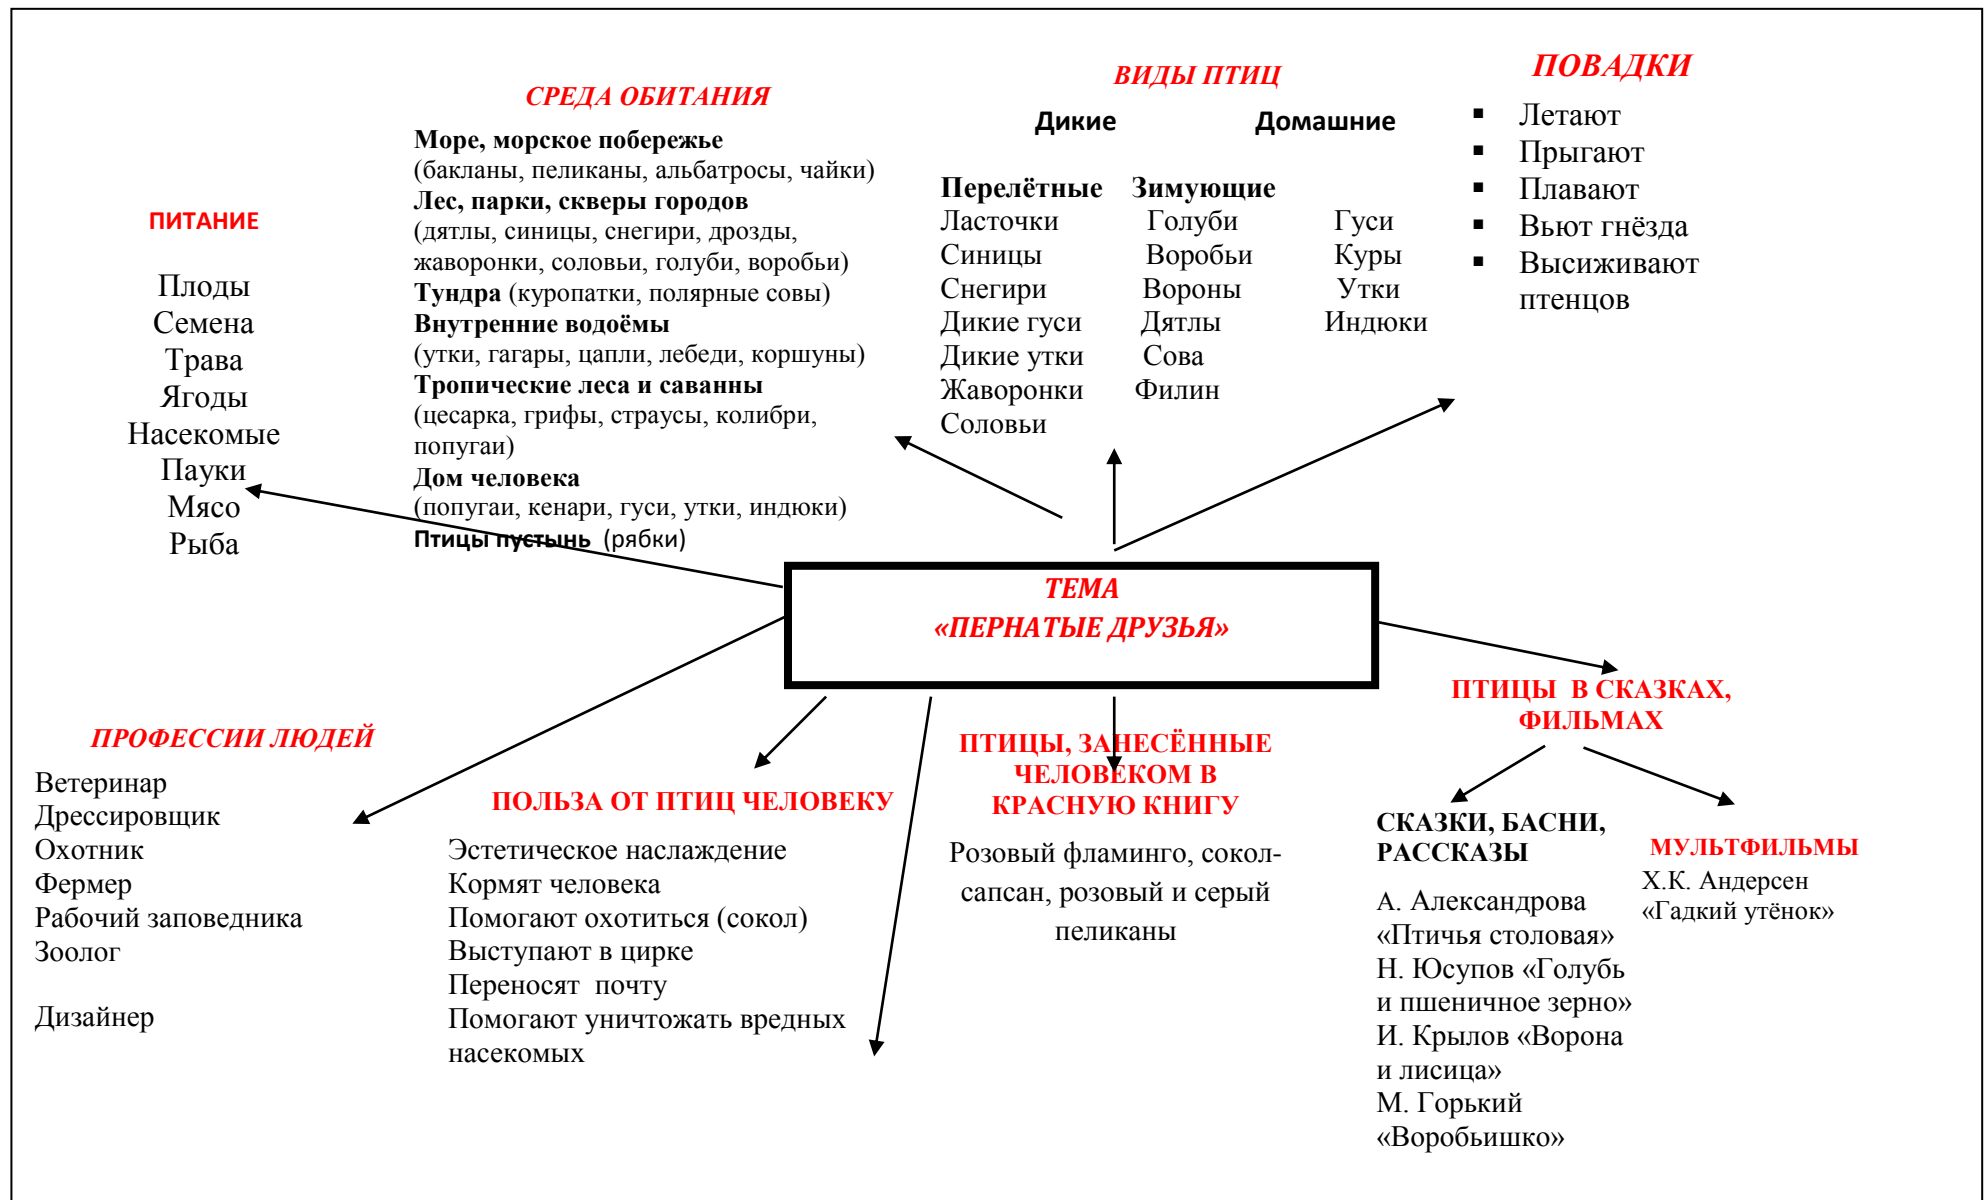 ПИТАНИЕ
Плоды
Семена
Трава
Ягоды
Насекомые
Пауки
Мясо
Рыба
СРЕДА ОБИТАНИЯ
Море, морское побережье
(бакланы, пеликаны, альбатросы, чайки)
Лес, парки, скверы городов
(дятлы, синицы, снегири, дрозды,
жаворонки, соловьи, голуби, воробьи)
Тундра (куропатки, полярные совы)
Внутренние водоёмы
(утки, гагары, цапли, лебеди, коршуны)
Тропические леса и саванны
(цесарка, грифы, страусы, колибри,
попугаи)
Дом человека
(попугаи, кенари, гуси, утки, индюки)
Птицы пустынь (рябки)
ВИДЫ ПТИЦ
Дикие Домашние
Перелётные Зимующие
Ласточки Голуби Гуси
Синицы Воробьи Куры
Снегири Вороны Утки
Дикие гуси Дятлы Индюки
Дикие утки Сова
Жаворонки Филин
Соловьи
ПОВАДКИ
▪ Летают
▪ Прыгают
▪ Плавают
▪ Вьют гнёзда
▪ Высиживают
птенцов
ТЕМА
«ПЕРНАТЫЕ ДРУЗЬЯ»
ПРОФЕССИИ ЛЮДЕЙ
Ветеринар
Дрессировщик
Охотник
Фермер
Рабочий заповедника
Зоолог
Дизайнер
ПОЛЬЗА ОТ ПТИЦ ЧЕЛОВЕКУ
Эстетическое наслаждение
Кормят человека
Помогают охотиться (сокол)
Выступают в цирке
Переносят почту
Помогают уничтожать вредных
насекомых
ПТИЦЫ, ЗАНЕСЁННЫЕ
ЧЕЛОВЕКОМ В
КРАСНУЮ КНИГУ
Розовый фламинго, сокол-
сапсан, розовый и серый
пеликаны
ПТИЦЫ В СКАЗКАХ,
ФИЛЬМАХ
СКАЗКИ, БАСНИ,
РАССКАЗЫ
А. Александрова
«Птичья столовая»
Н. Юсупов «Голубь
и пшеничное зерно»
И. Крылов «Ворона
и лисица»
М. Горький
«Воробьишко»
МУЛЬТФИЛЬМЫ
Х.К. Андерсен
«Гадкий утёнок»